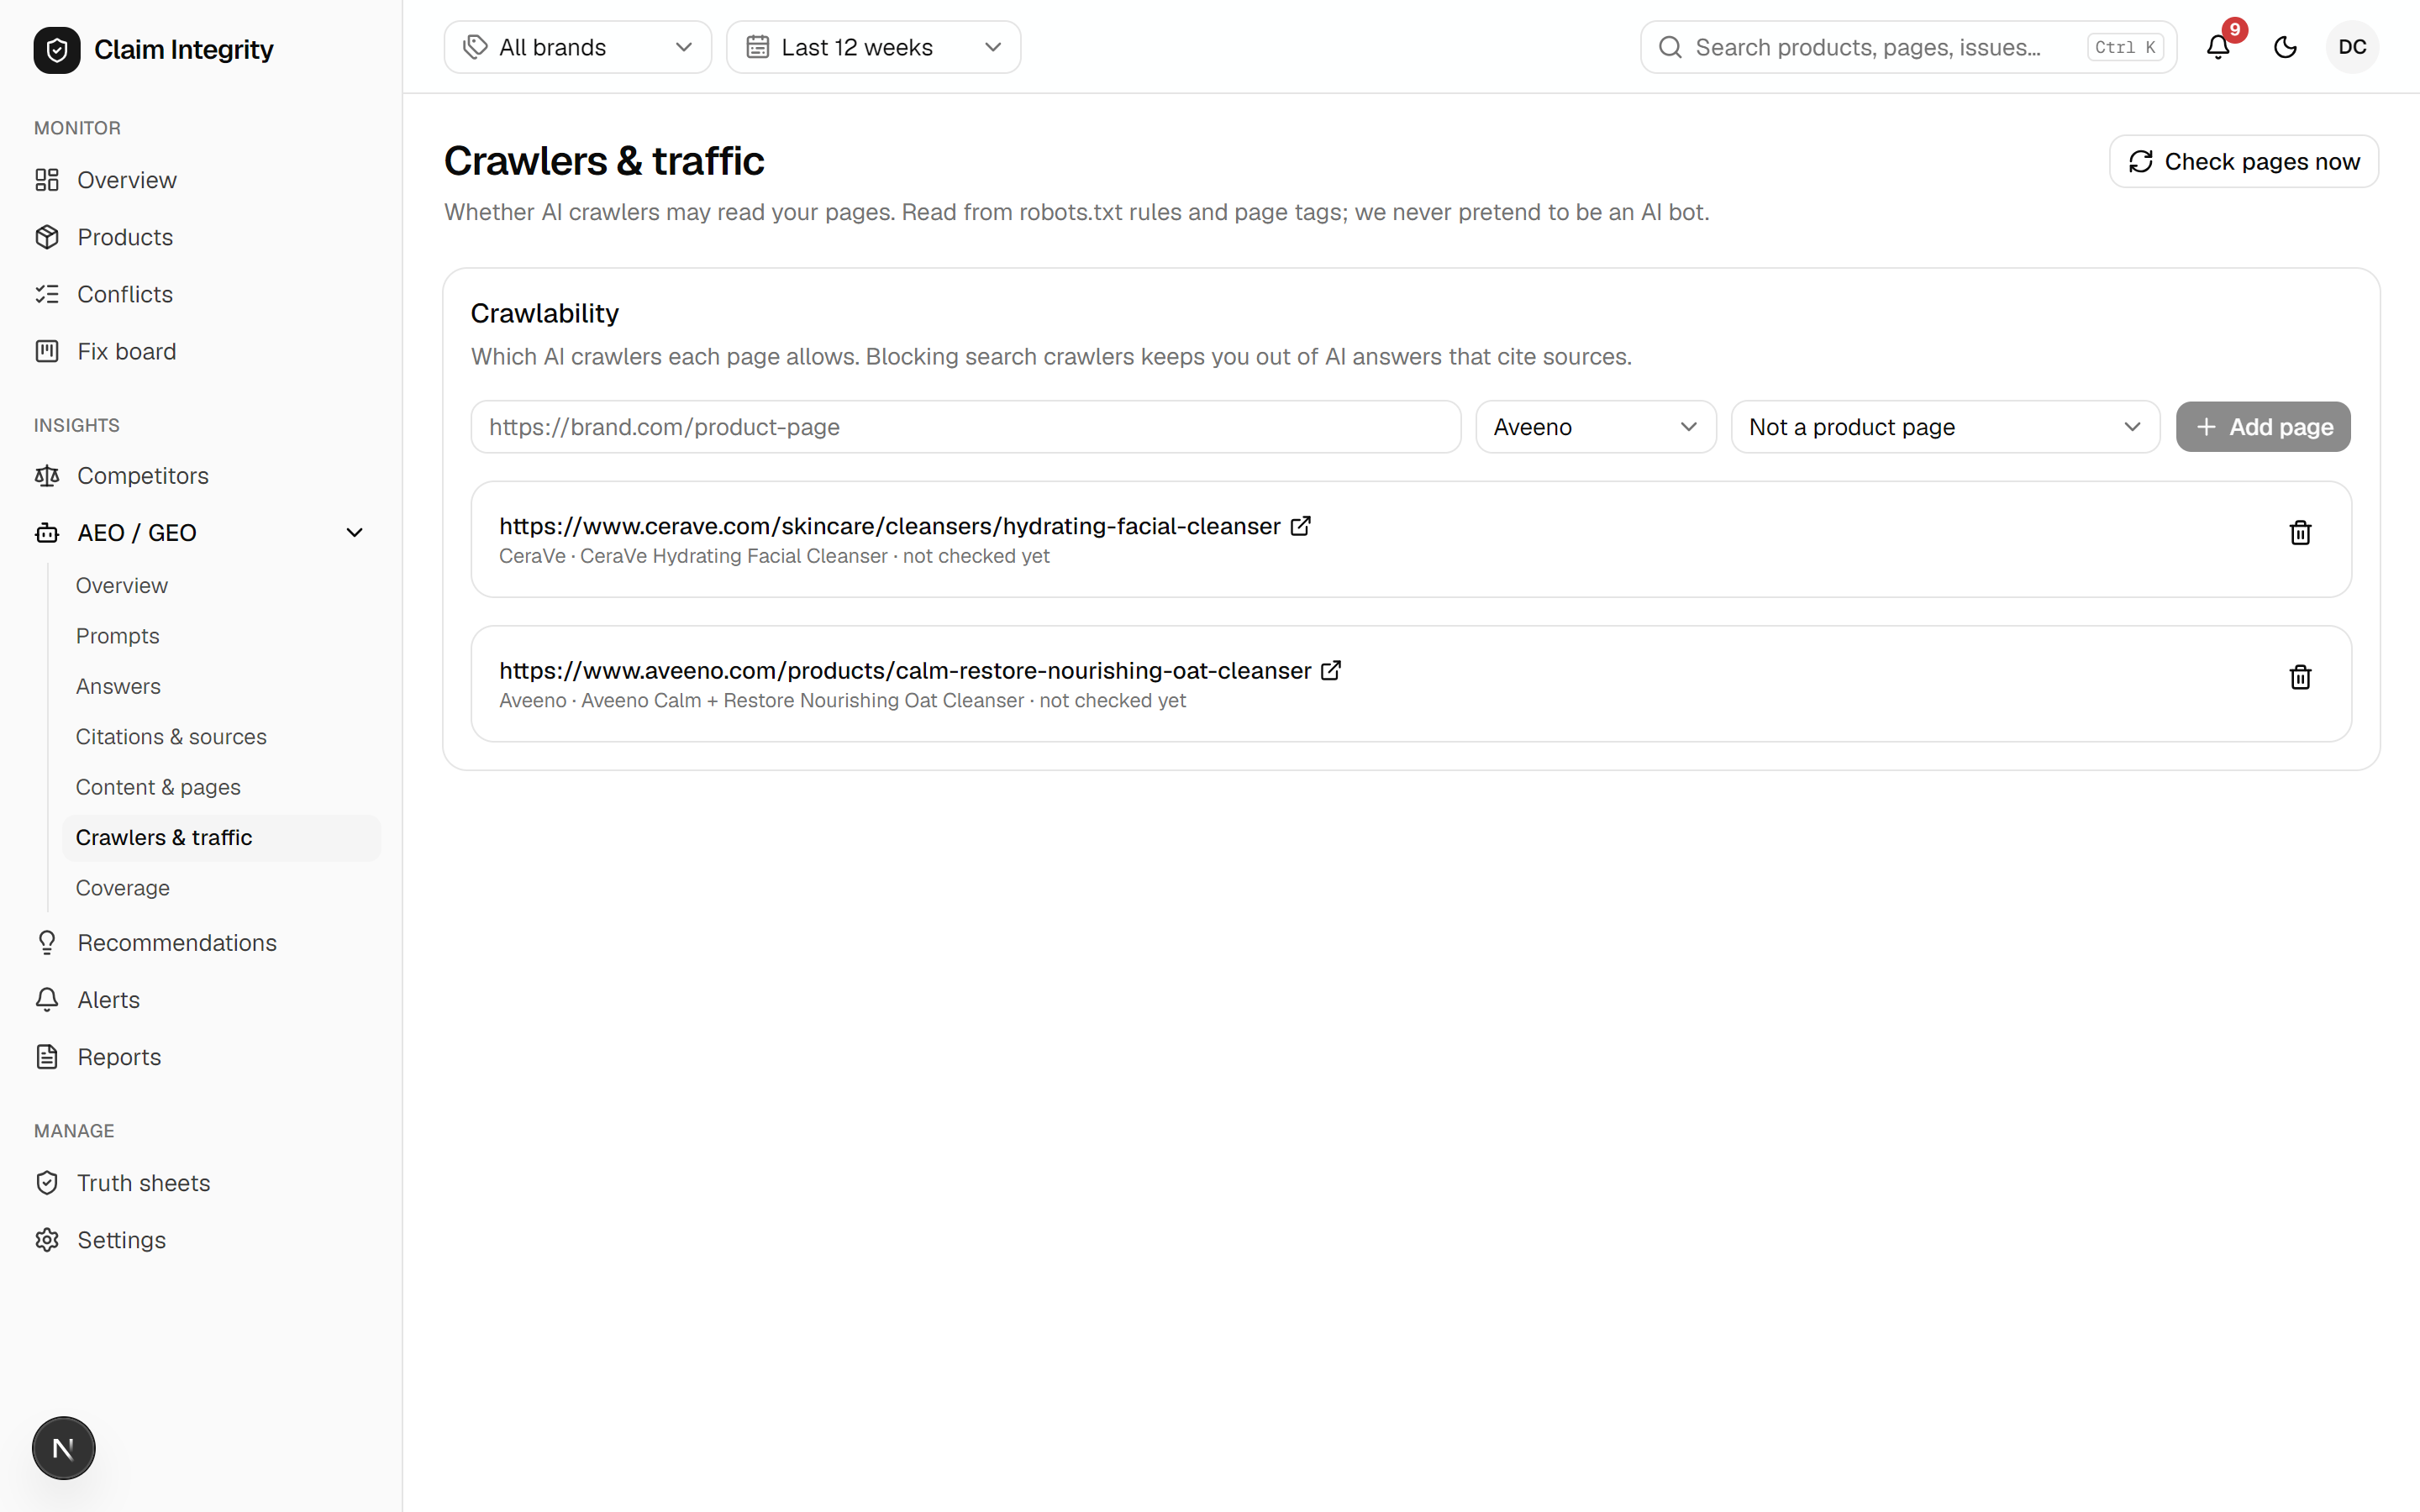 Claim Integrity
All brands
Last 12 weeks
Search products, pages, issues...
Ctrl K
9
DC
MONITOR
Overview
Products
Conflicts
Fix board
INSIGHTS
Competitors
AEO / GEO
Overview
Prompts
Answers
Citations & sources
Content & pages
Crawlers & traffic
Coverage
Recommendations
Alerts
Reports
MANAGE
Truth sheets
Settings
N
Crawlers & traffic
Check pages now
Whether AI crawlers may read your pages. Read from robots.txt rules and page tags; we never pretend to be an AI bot.
Crawlability
Which AI crawlers each page allows. Blocking search crawlers keeps you out of AI answers that cite sources.
https://brand.com/product-page
Aveeno
Not a product page
Add page
https://www.cerave.com/skincare/cleansers/hydrating-facial-cleanser
CeraVe · CeraVe Hydrating Facial Cleanser · not checked yet
https://www.aveeno.com/products/calm-restore-nourishing-oat-cleanser
Aveeno · Aveeno Calm + Restore Nourishing Oat Cleanser · not checked yet